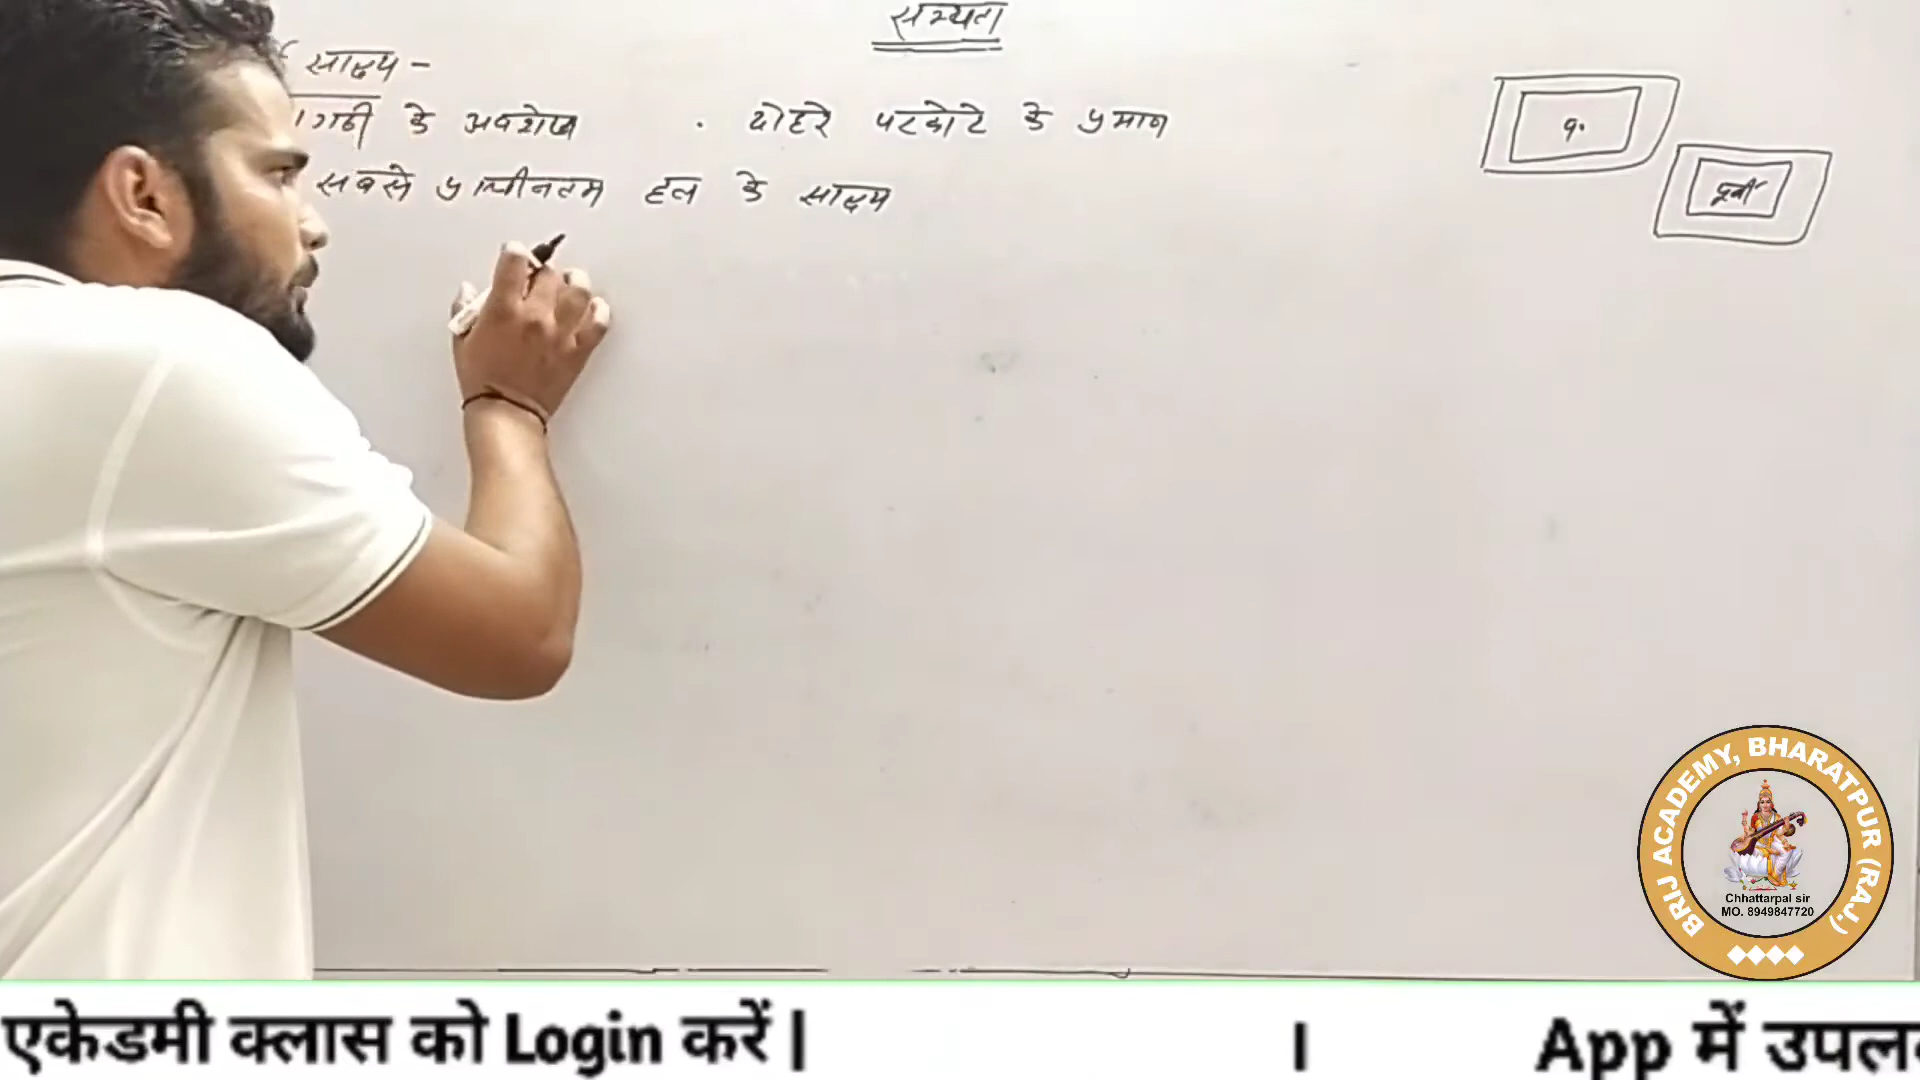 सभ्यता
साक्ष्य -
के अवशेष . दोहरे परकोटे के प्रमाण
सबसे प्राचीनतम हल के साक्ष्य
प.
पूर्वी
BRIJ ACADEMY, BHARATPUR (RAJ.)
Chhattarpal sir
MO. 8949847720
एकेडमी क्लास को Login करें | | App में